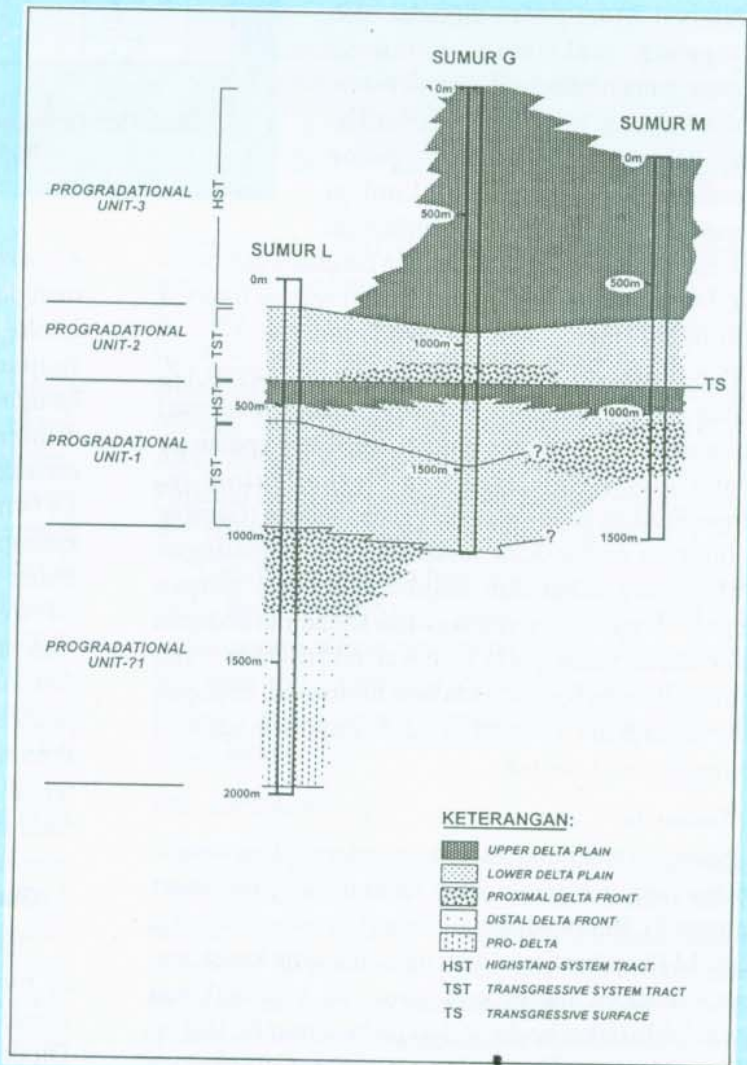 SUMUR G
0m
SUMUR M
0m
.PROGRADATIONAL
UNIT-3
HST
500m
SUMUR L
0m
500m
PROGRADATIONAL
UNIT-2
TST
1000m
TS
HST
500m
1000m
PROGRADATIONAL
UNIT-1
TST
?
1500m
1000m
?
1500m
PROGRADATIONAL
UNIT-?1
1500m
2000m
KETERANGAN:
UPPER DELTA PLAIN
LOWER DELTA PLAIN
PROXIMAL DELTA FRONT
DISTAL DELTA FRONT
PRO- DELTA
HST HIGHSTAND SYSTEM TRACT
TST TRANSGRESSIVE SYSTEM TRACT
TS TRANSGRESSIVE SURFACE